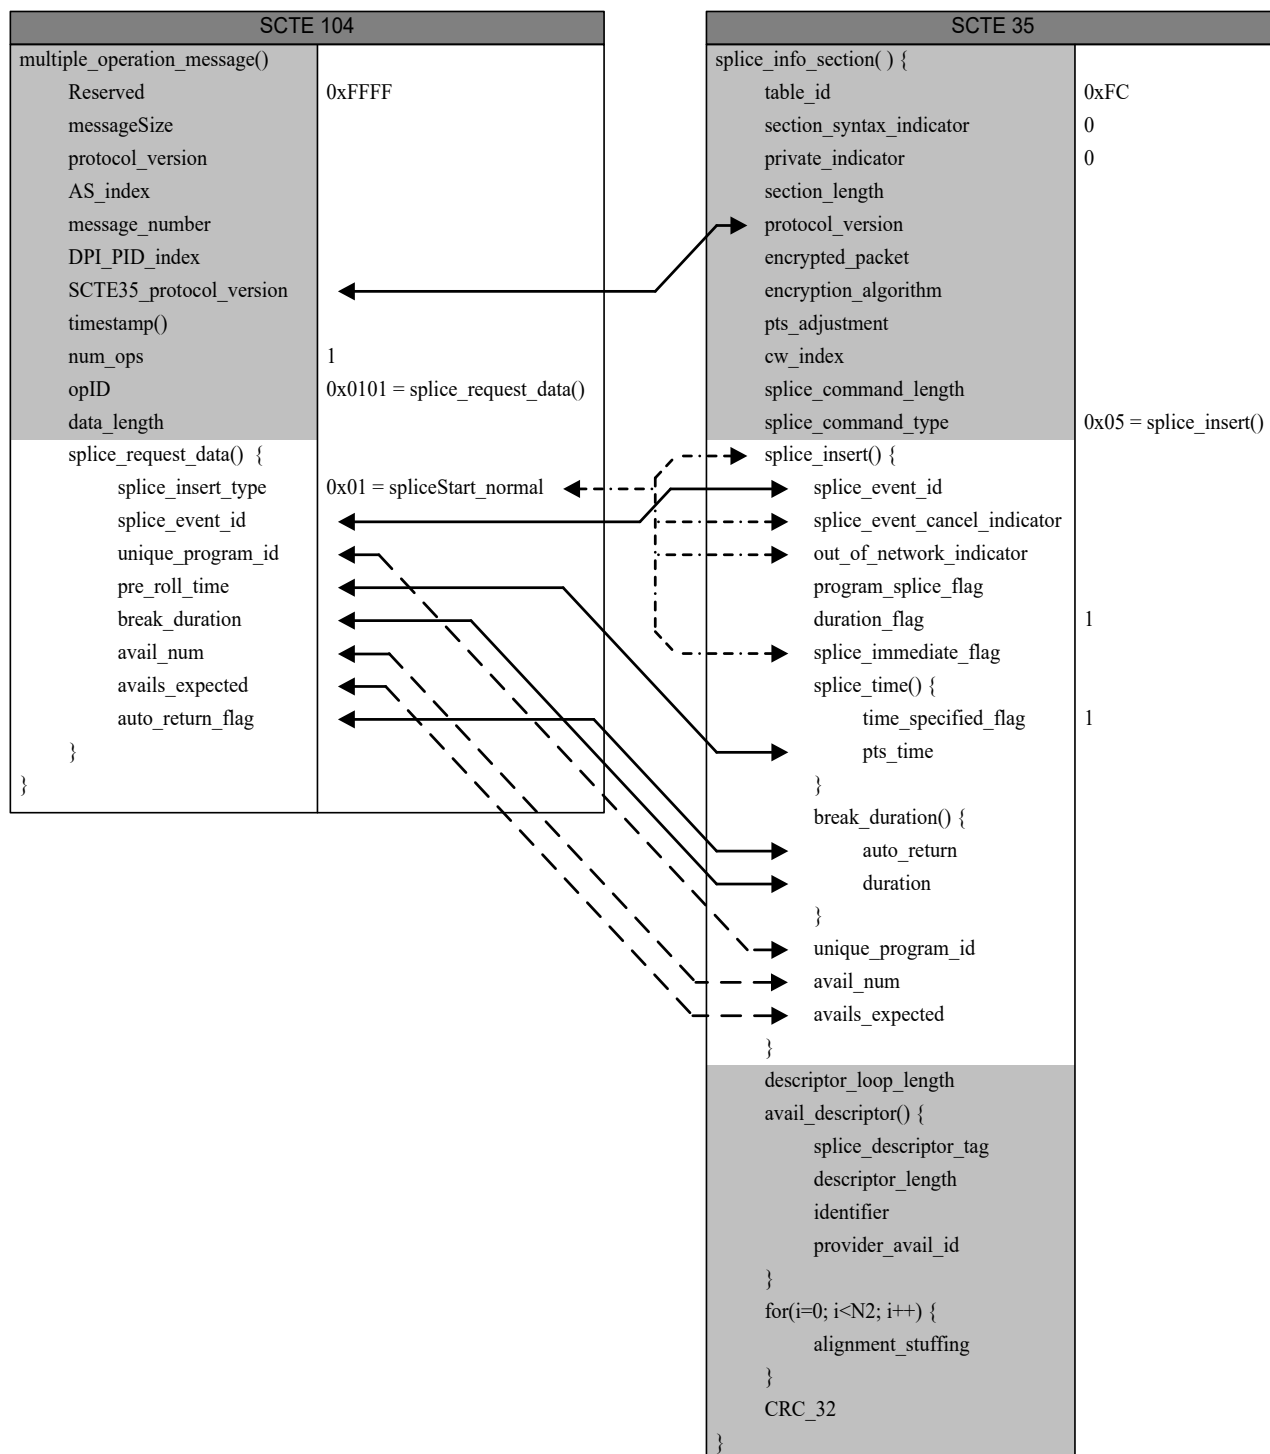 SCTE 104
multiple_operation_message()
Reserved 0xFFFF
messageSize
protocol_version
AS_index
message_number
DPI_PID_index
SCTE35_protocol_version
timestamp()
num_ops 1
opID 0x0101 = splice_request_data()
data_length
splice_request_data() {
splice_insert_type 0x01 = spliceStart_normal
splice_event_id
unique_program_id
pre_roll_time
break_duration
avail_num
avails_expected
auto_return_flag
}
}
SCTE 35
splice_info_section( ) {
table_id 0xFC
section_syntax_indicator 0
private_indicator 0
section_length
protocol_version
encrypted_packet
encryption_algorithm
pts_adjustment
cw_index
splice_command_length
splice_command_type 0x05 = splice_insert()
splice_insert() {
splice_event_id
splice_event_cancel_indicator
out_of_network_indicator
program_splice_flag
duration_flag 1
splice_immediate_flag
splice_time() {
time_specified_flag 1
pts_time
}
break_duration() {
auto_return
duration
}
unique_program_id
avail_num
avails_expected
}
descriptor_loop_length
avail_descriptor() {
splice_descriptor_tag
descriptor_length
identifier
provider_avail_id
}
for(i=0; i<N2; i++) {
alignment_stuffing
}
CRC_32
}